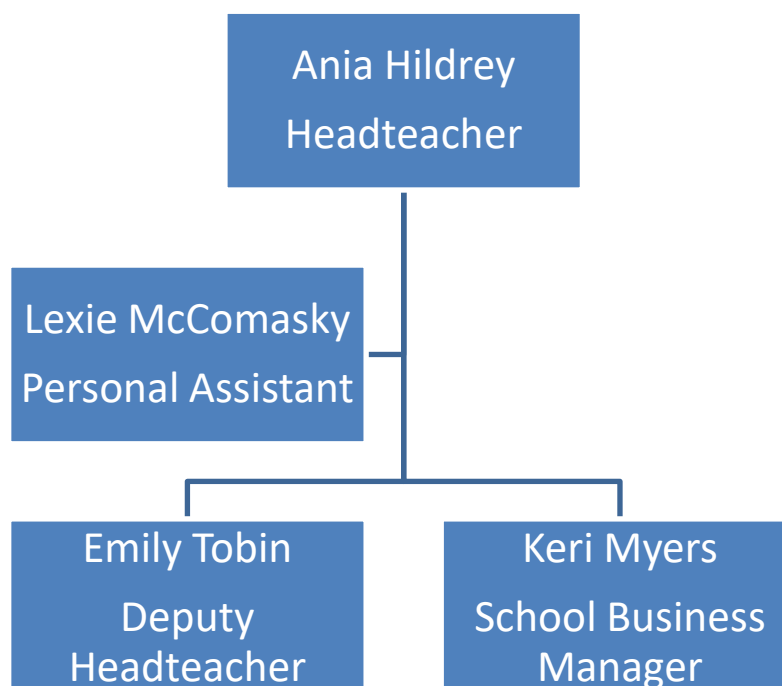 Ania Hildrey
Headteacher
Lexie McComasky
Personal Assistant
Emily Tobin
Deputy
Headteacher
Keri Myers
School Business
Manager